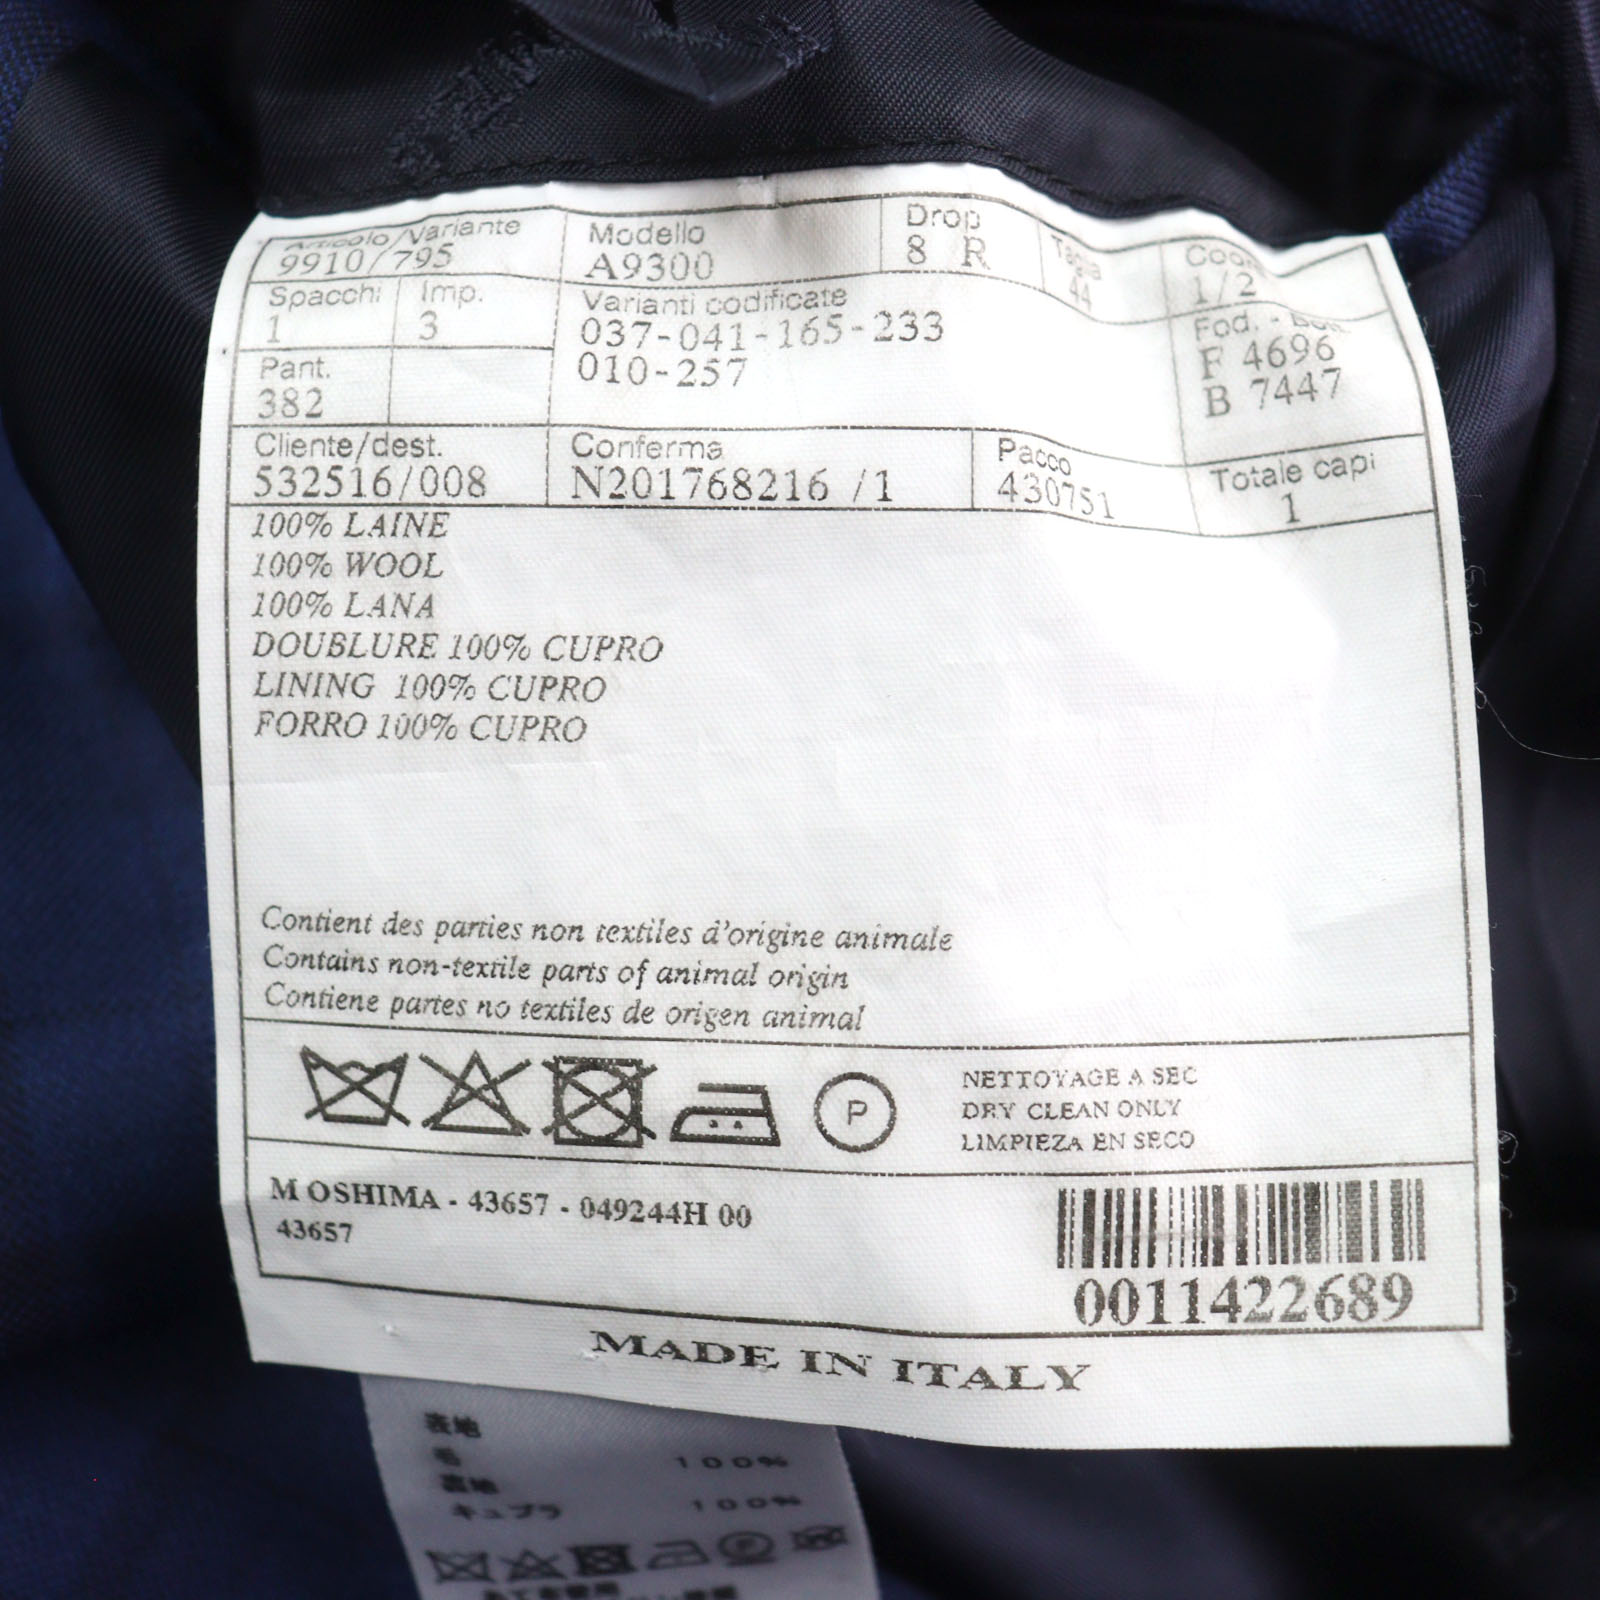 Articolo/Variante
9910/795
Modello
A9300
Drop
8 R
Taglia
44
1/2
Spacchi
1
Imp.
3
Varianti codificate
037-041-165-233
010-257
Fod. -
F 4696
B 7447
Pant.
382
Cliente/dest.
532516/008
Conferma
N201768216 /1
Pacco
430751
Totale capi
1
100% LAINE
100% WOOL
100% LANA
DOUBLURE 100% CUPRO
LINING 100% CUPRO
FORRO 100% CUPRO
Contient des parties non textiles d'origine animale
Contains non-textile parts of animal origin
Contiene partes no textiles de origen animal
P
NETTOYAGE A SEC
DRY CLEAN ONLY
LIMPIEZA EN SECO
M OSHIMA - 43657 - 049244H 00
43657
0011422689
MADE IN ITALY
表地
毛 100%
裏地
キュプラ 100%